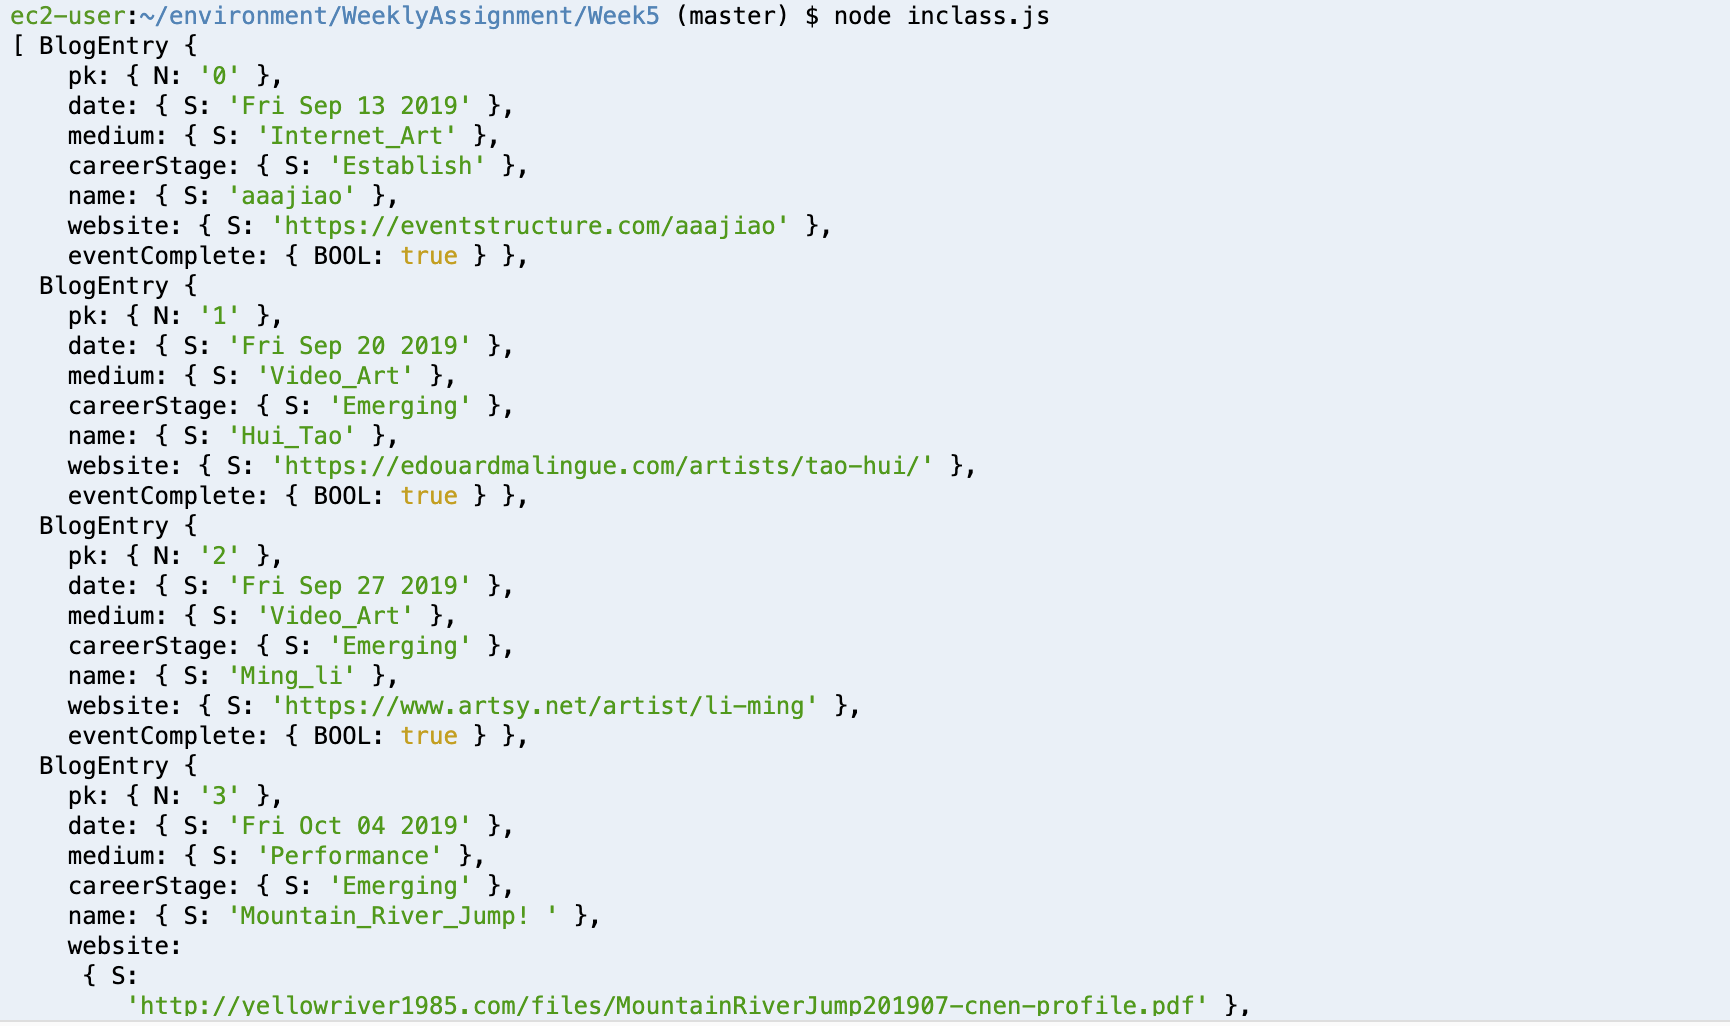 ec2-user:~/environment/WeeklyAssignment/Week5 (master) $ node inclass.js
[ BlogEntry {
    pk: { N: '0' },
    date: { S: 'Fri Sep 13 2019' },
    medium: { S: 'Internet_Art' },
    careerStage: { S: 'Establish' },
    name: { S: 'aaajiao' },
    website: { S: 'https://eventstructure.com/aaajiao' },
    eventComplete: { BOOL: true } },
  BlogEntry {
    pk: { N: '1' },
    date: { S: 'Fri Sep 20 2019' },
    medium: { S: 'Video_Art' },
    careerStage: { S: 'Emerging' },
    name: { S: 'Hui_Tao' },
    website: { S: 'https://edouardmalingue.com/artists/tao-hui/' },
    eventComplete: { BOOL: true } },
  BlogEntry {
    pk: { N: '2' },
    date: { S: 'Fri Sep 27 2019' },
    medium: { S: 'Video_Art' },
    careerStage: { S: 'Emerging' },
    name: { S: 'Ming_li' },
    website: { S: 'https://www.artsy.net/artist/li-ming' },
    eventComplete: { BOOL: true } },
  BlogEntry {
    pk: { N: '3' },
    date: { S: 'Fri Oct 04 2019' },
    medium: { S: 'Performance' },
    careerStage: { S: 'Emerging' },
    name: { S: 'Mountain_River_Jump! ' },
    website:
     { S:
        'http://yellowriver1985.com/files/MountainRiverJump201907-cnen-profile.pdf' },